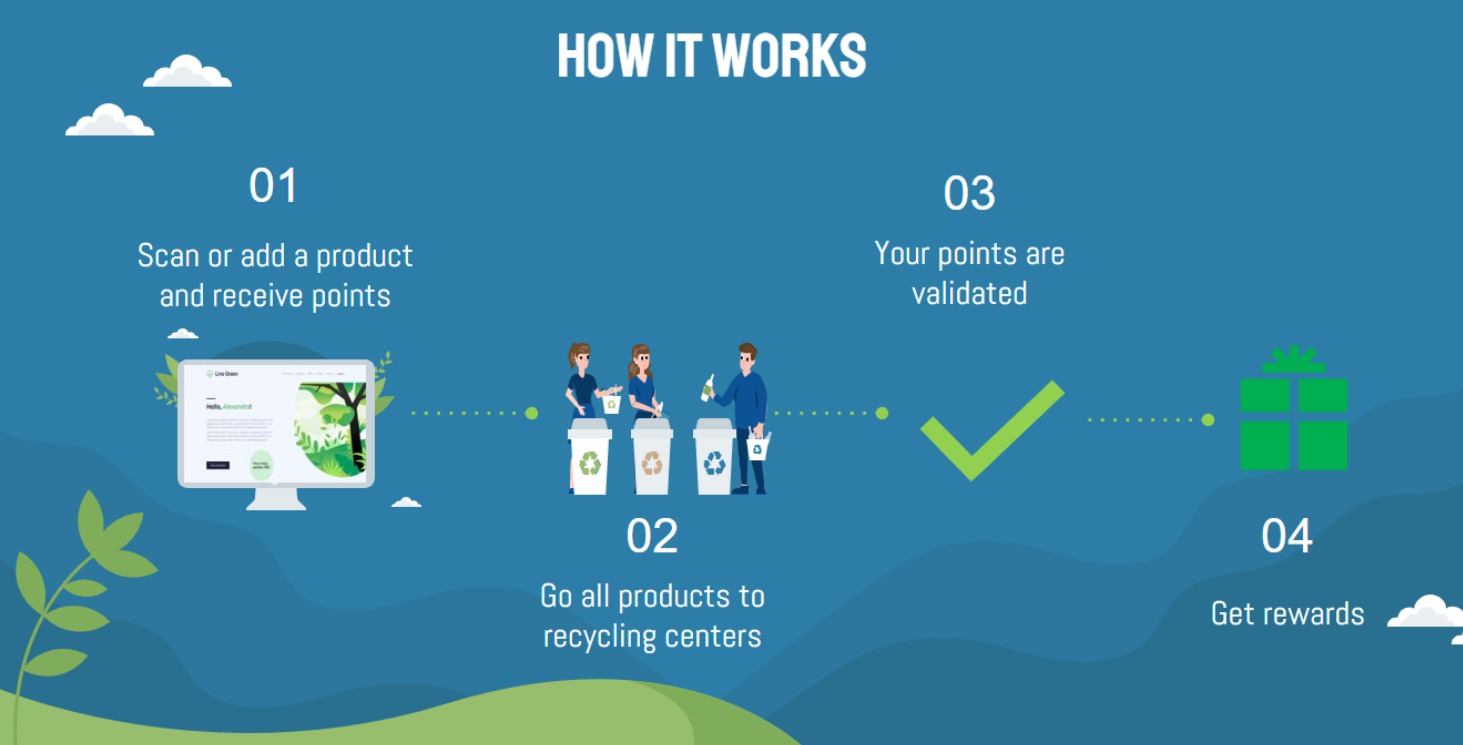 HOW IT WORKS
01
Scan or add a product
and receive points
Live Green
Hello, Alexandra!
02
Go all products to
recycling centers
03
Your points are
validated
04
Get rewards